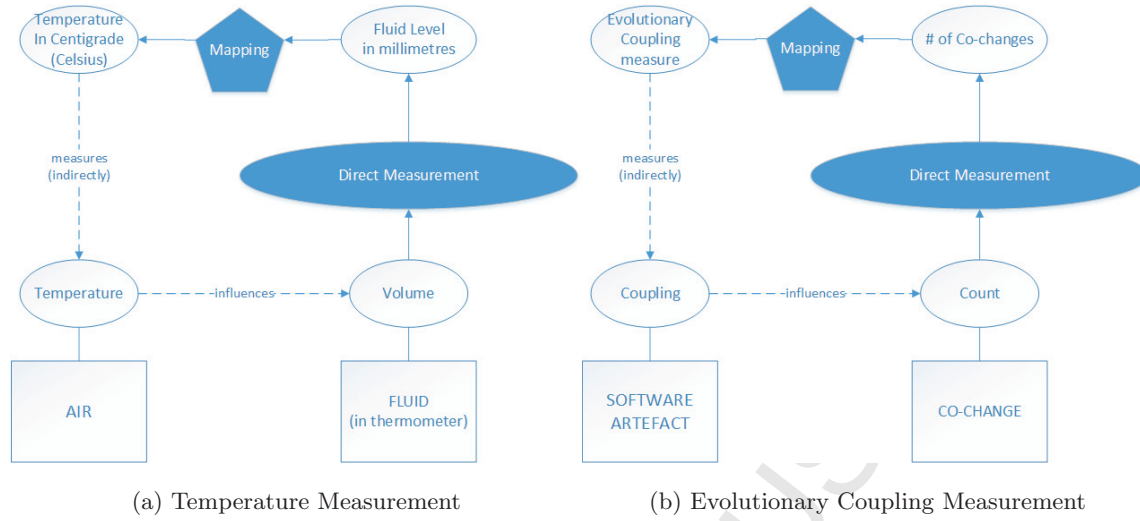 Temperature
In Centigrade
(Celsius)
Mapping
Fluid Level
in millimetres
measures
(indirectly)
Direct Measurement
Temperature
influences
Volume
AIR
FLUID
(in thermometer)
(a) Temperature Measurement
Evolutionary
Coupling
measure
Mapping
# of Co-changes
measures
(indirectly)
Direct Measurement
Coupling
influences
Count
SOFTWARE
ARTEFACT
CO-CHANGE
(b) Evolutionary Coupling Measurement